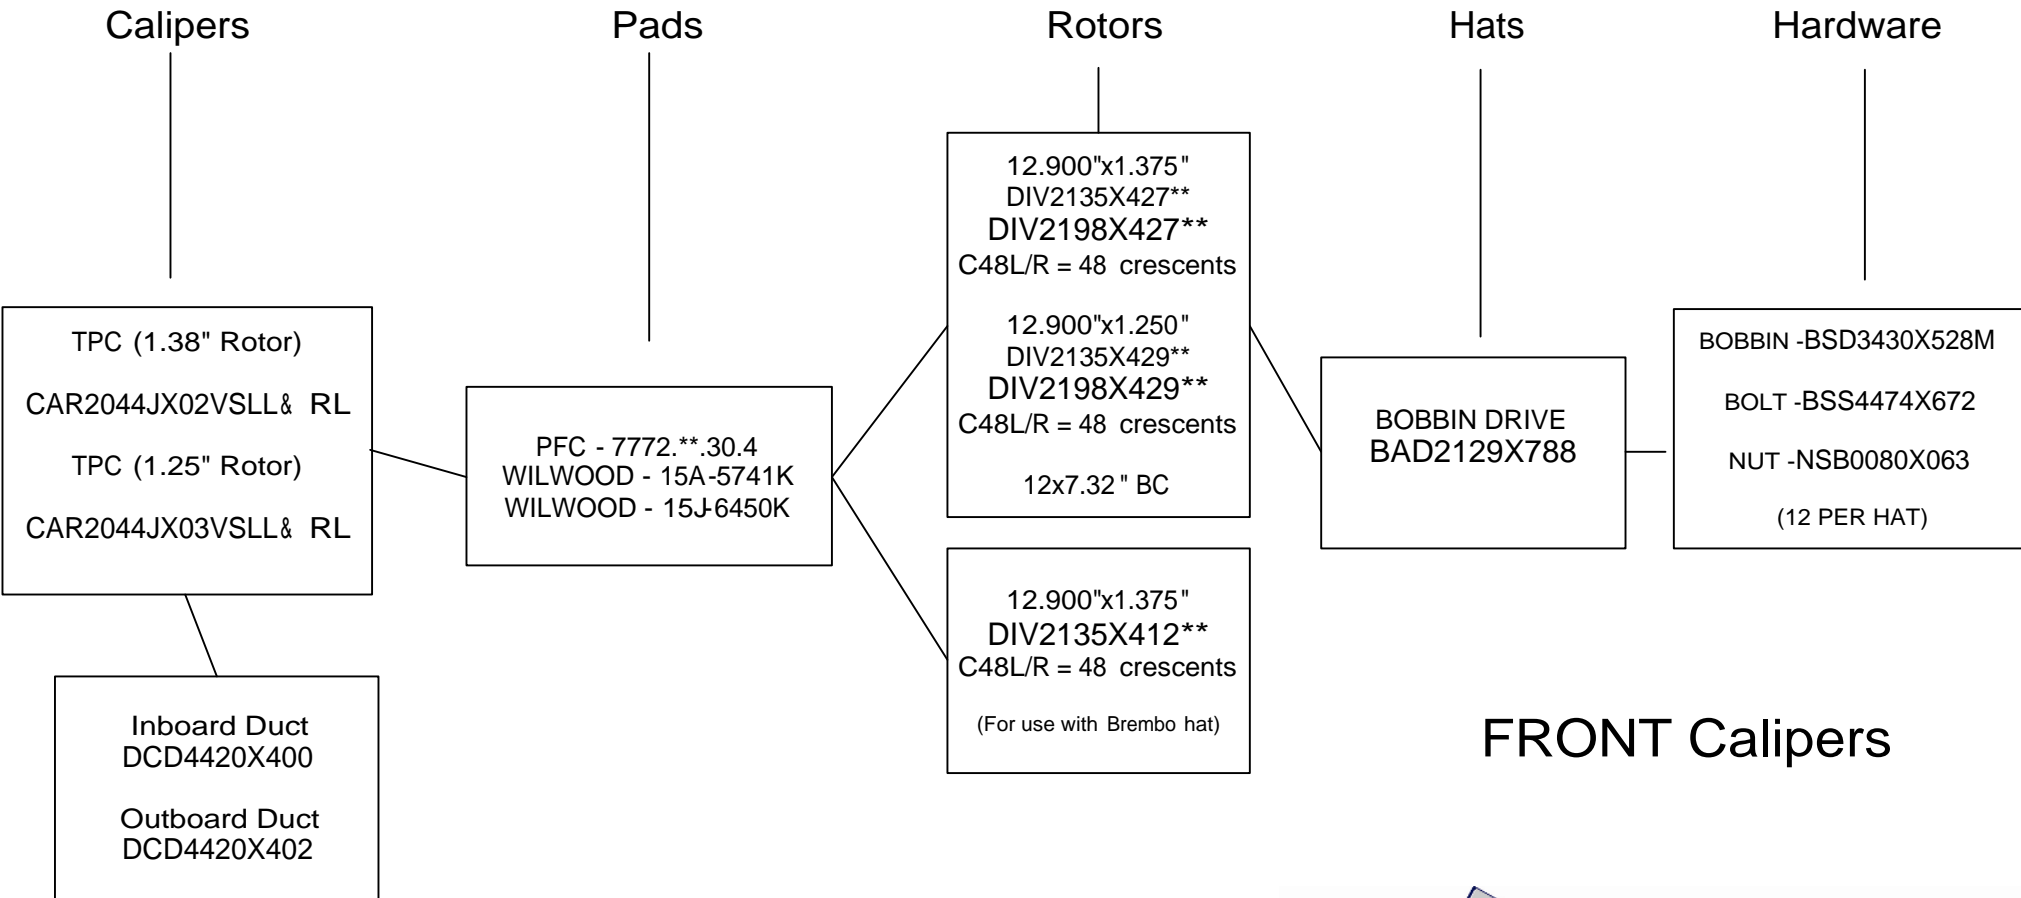 Calipers
Pads
Rotors
Hats
Hardware
TPC (1.38" Rotor)
CAR2044JX02VSLL& RL
TPC (1.25" Rotor)
CAR2044JX03VSLL& RL
Inboard Duct
DCD4420X400
Outboard Duct
DCD4420X402
PFC - 7772.**.30.4
WILWOOD - 15A-5741K
WILWOOD - 15J-6450K
12.900"x1.375"
DIV2135X427**
DIV2198X427**
C48L/R = 48 crescents
12.900"x1.250"
DIV2135X429**
DIV2198X429**
C48L/R = 48 crescents
12x7.32" BC
12.900"x1.375"
DIV2135X412**
C48L/R = 48 crescents
(For use with Brembo hat)
BOBBIN DRIVE
BAD2129X788
BOBBIN -BSD3430X528M
BOLT -BSS4474X672
NUT -NSB0080X063
(12 PER HAT)
FRONT Calipers